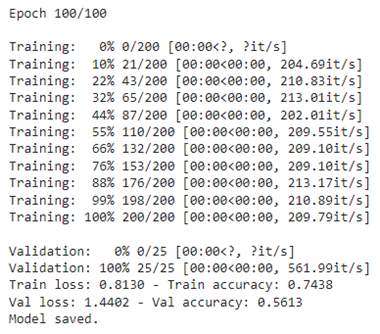 Epoch 100/100
Training:   0% 0/200 [00:00<?, ?it/s]
Training:  10% 21/200 [00:00<00:00, 204.69it/s]
Training:  22% 43/200 [00:00<00:00, 210.83it/s]
Training:  32% 65/200 [00:00<00:00, 213.01it/s]
Training:  44% 87/200 [00:00<00:00, 202.01it/s]
Training:  55% 110/200 [00:00<00:00, 209.55it/s]
Training:  66% 132/200 [00:00<00:00, 209.10it/s]
Training:  76% 153/200 [00:00<00:00, 209.10it/s]
Training:  88% 176/200 [00:00<00:00, 213.17it/s]
Training:  99% 198/200 [00:00<00:00, 210.89it/s]
Training: 100% 200/200 [00:00<00:00, 209.79it/s]
Validation:   0% 0/25 [00:00<?, ?it/s]
Validation: 100% 25/25 [00:00<00:00, 561.99it/s]
Train loss: 0.8130 - Train accuracy: 0.7438
Val loss: 1.4402 - Val accuracy: 0.5613
Model saved.